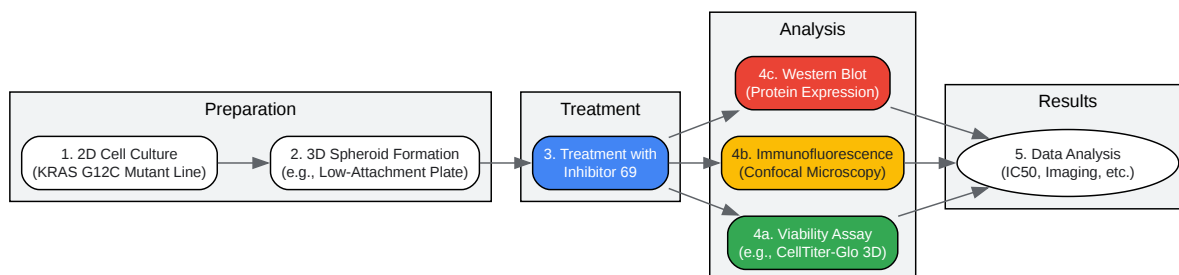 Preparation
1. 2D Cell Culture
(KRAS G12C Mutant Line)
2. 3D Spheroid Formation
(e.g., Low-Attachment Plate)
Treatment
3. Treatment with
Inhibitor 69
Analysis
4c. Western Blot
(Protein Expression)
4b. Immunofluorescence
(Confocal Microscopy)
4a. Viability Assay
(e.g., CellTiter-Glo 3D)
Results
5. Data Analysis
(IC50, Imaging, etc.)